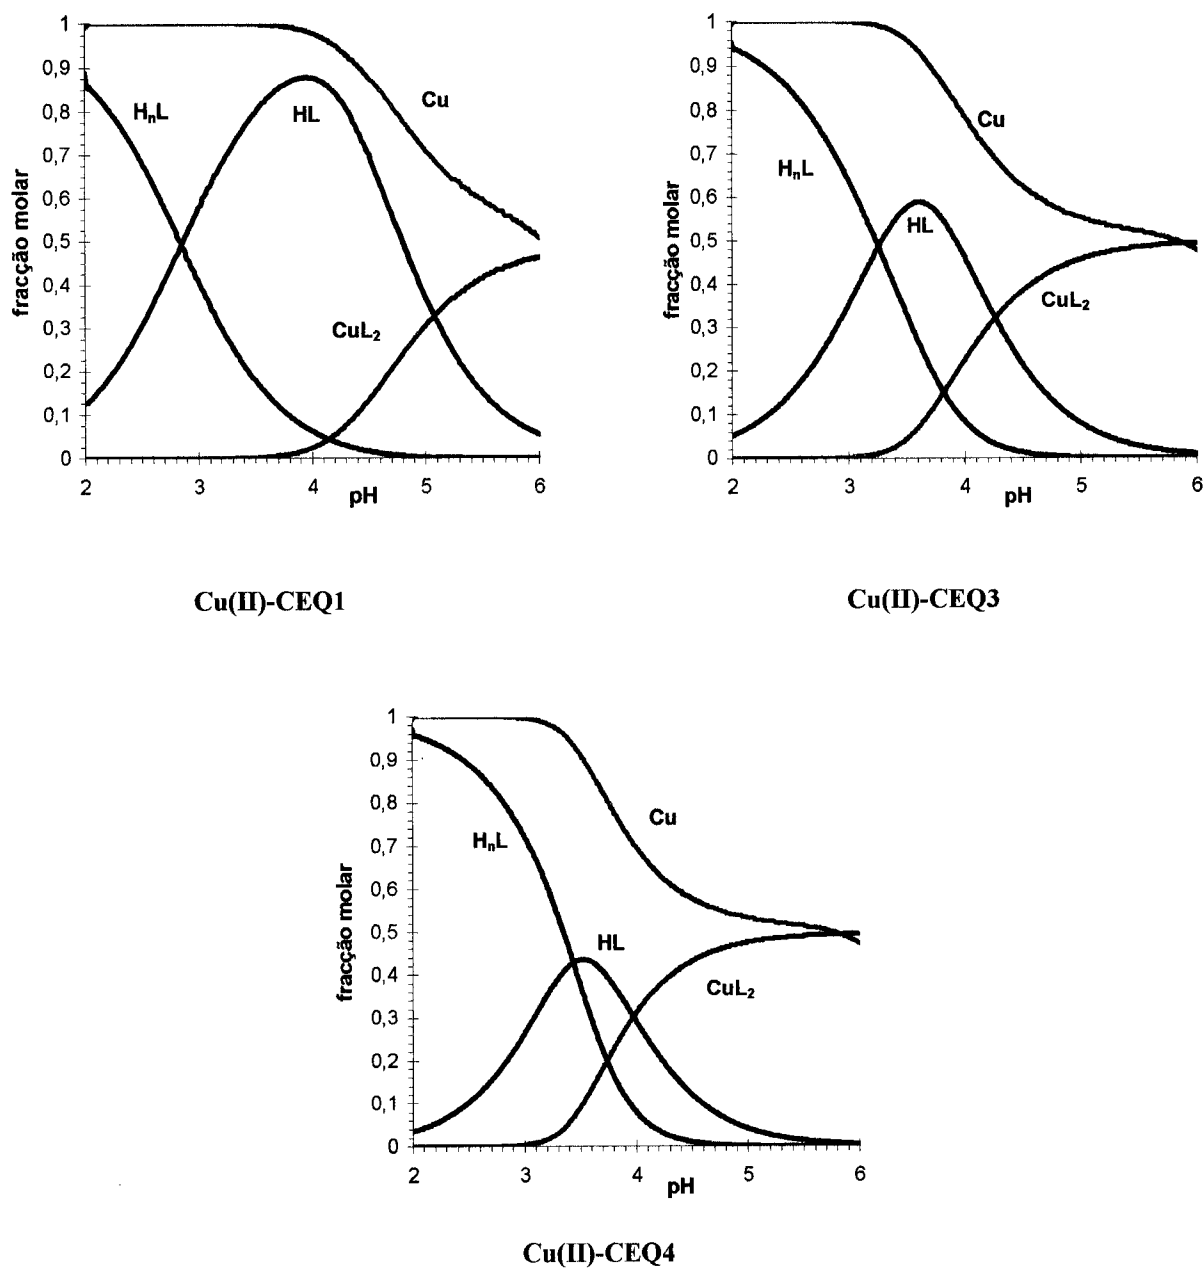 1
0,9
0,8
0,7
0,6
0,5
0,4
0,3
0,2
0,1
0
fracção molar
HₙL
HL
Cu
CuL₂
2
3
4
5
6
pH
Cu(II)-CEQ1
1
0,9
0,8
0,7
0,6
0,5
0,4
0,3
0,2
0,1
0
fracção molar
HₙL
HL
Cu
CuL₂
2
3
4
5
6
pH
Cu(II)-CEQ3
1
0,9
0,8
0,7
0,6
0,5
0,4
0,3
0,2
0,1
0
fracção molar
HₙL
HL
Cu
CuL₂
2
3
4
5
6
pH
Cu(II)-CEQ4